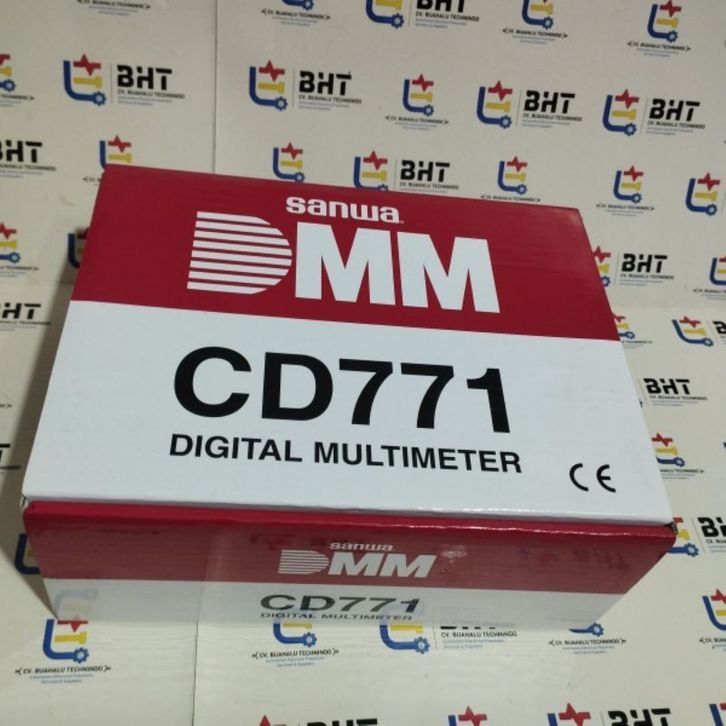 sanwa
DMM
CD771
DIGITAL MULTIMETER
CE
sanwa
DMM
CD771
DIGITAL MULTIMETER
BHT
CV. BUAHALU TECHNINDO